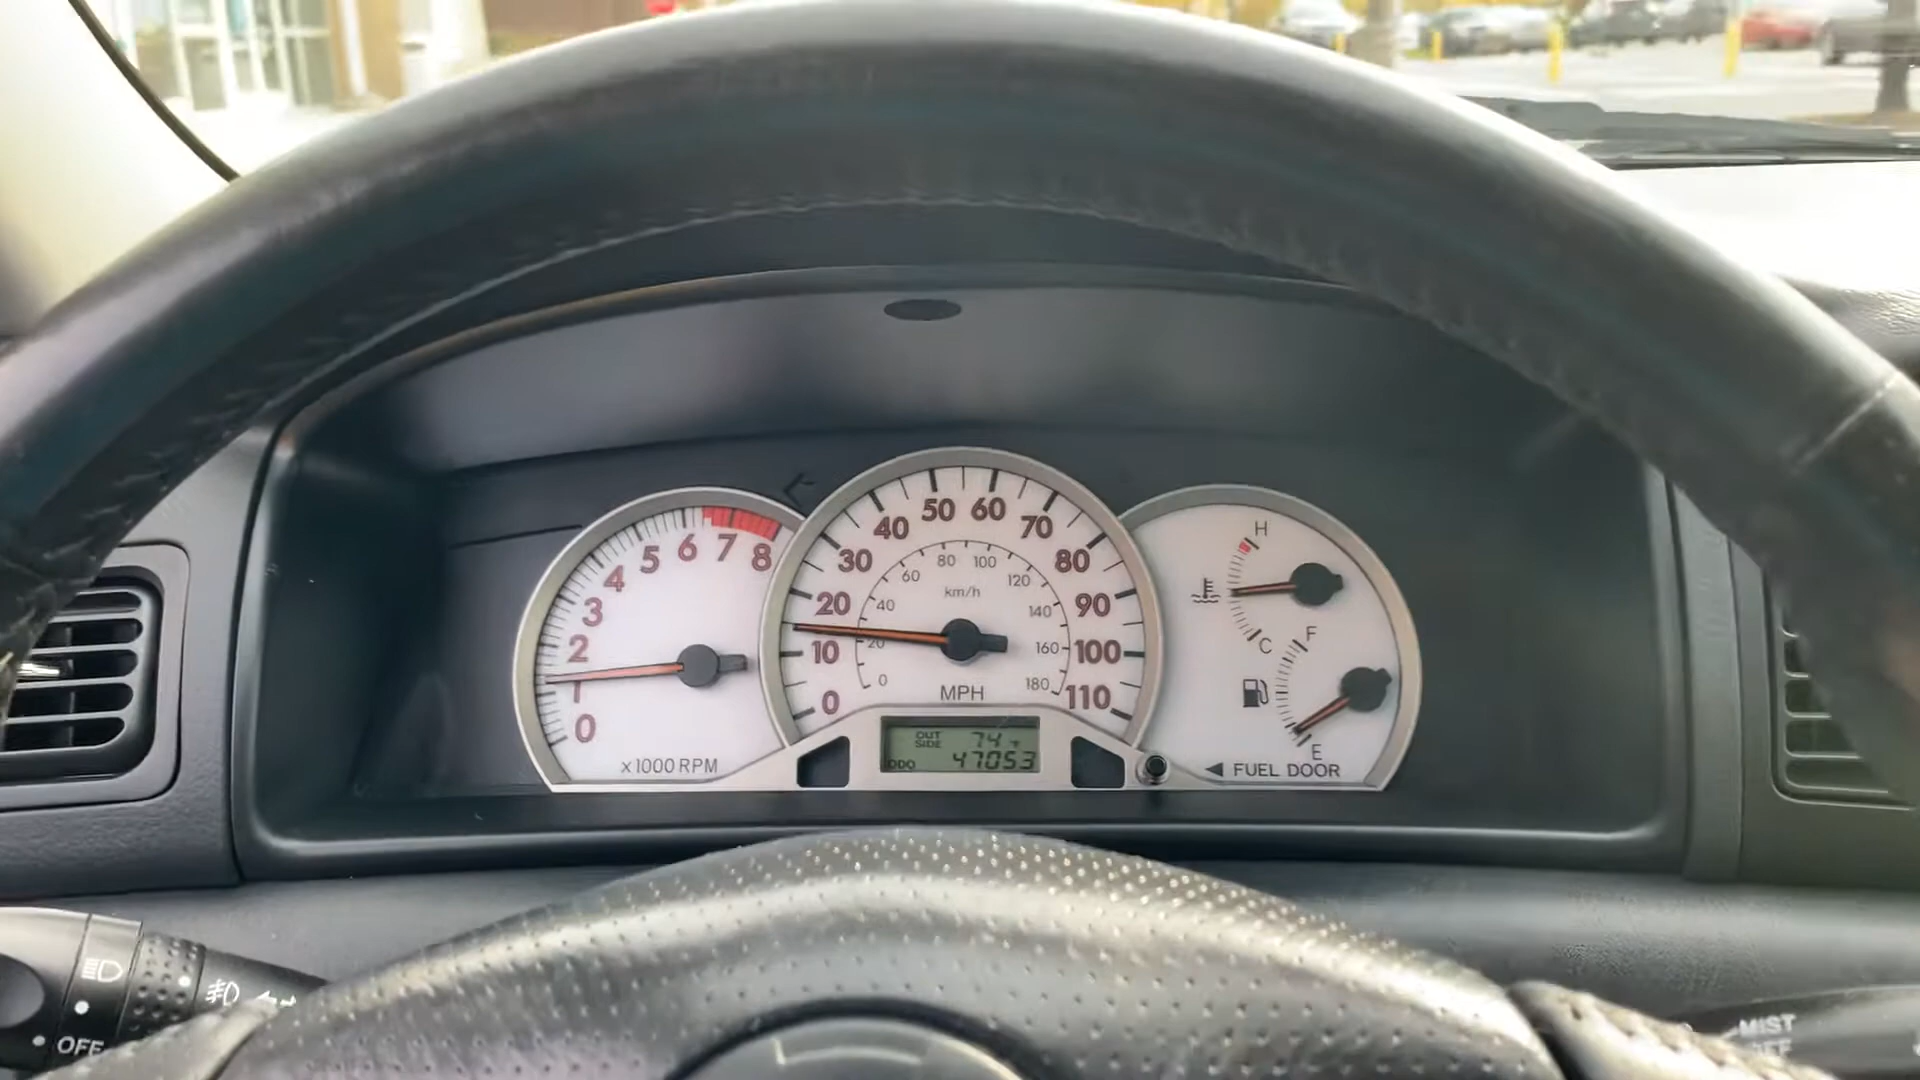 0
1
2
3
4
5
6
7
8
x1000 RPM
0
10
20
30
40
50
60
70
80
90
100
110
0
20
40
60
80
100
120
140
160
180
km/h
MPH
OUT
SIDE
74°F
ODO 47053
H
C
F
E
◄ FUEL DOOR
OFF
MIST